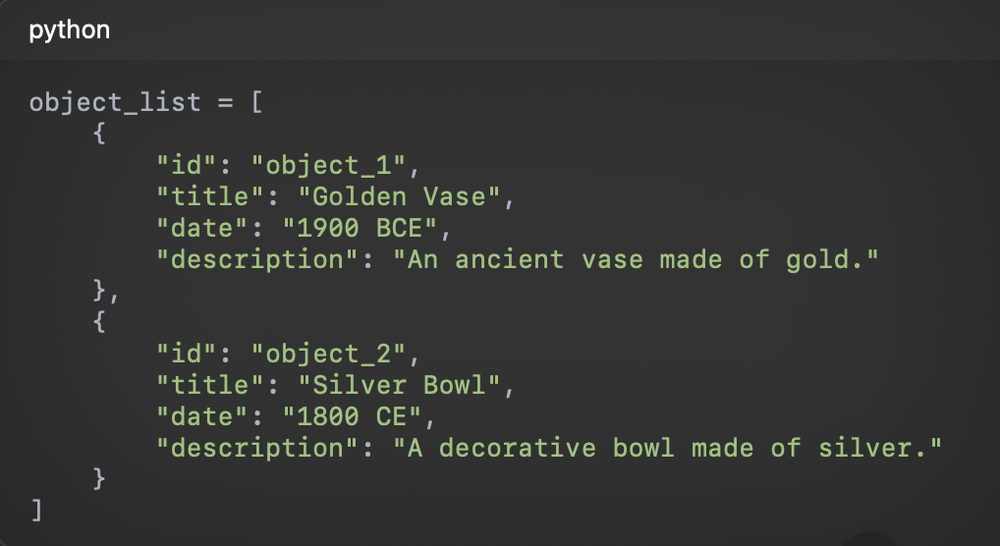 python
object_list = [
    {
        "id": "object_1",
        "title": "Golden Vase",
        "date": "1900 BCE",
        "description": "An ancient vase made of gold."
    },
    {
        "id": "object_2",
        "title": "Silver Bowl",
        "date": "1800 CE",
        "description": "A decorative bowl made of silver."
    }
]